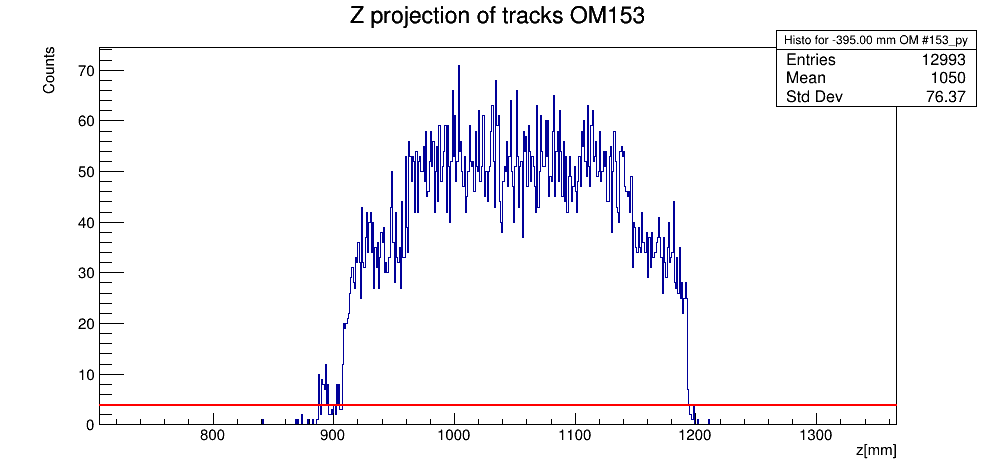 Z projection of tracks OM153
Histo for -395.00 mm OM #153_py
Entries 12993
Mean 1050
Std Dev 76.37
Counts
70
60
50
40
30
20
10
0
800 900 1000 1100 1200 1300
z[mm]